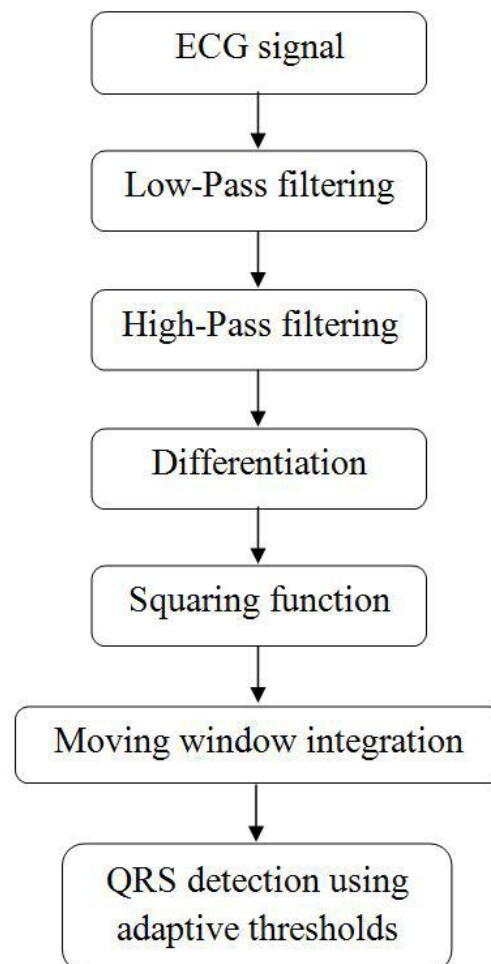 ECG signal
Low-Pass filtering
High-Pass filtering
Differentiation
Squaring function
Moving window integration
QRS detection using
adaptive thresholds